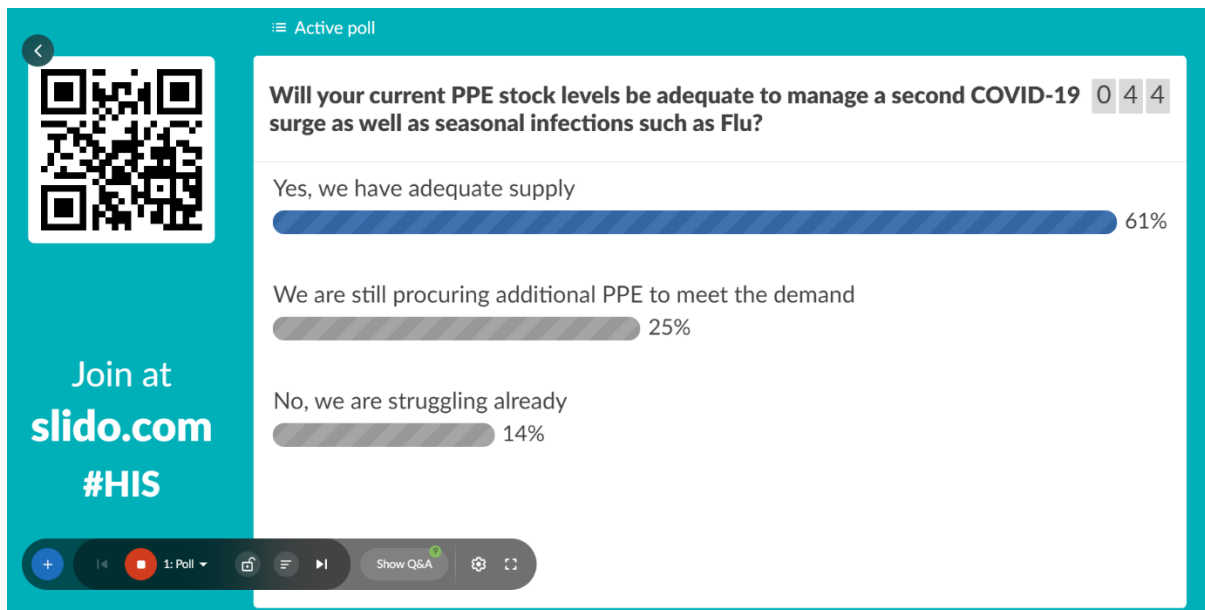 Active poll
Will your current PPE stock levels be adequate to manage a second COVID-19
surge as well as seasonal infections such as Flu?
0 4 4
Yes, we have adequate supply
61%
We are still procuring additional PPE to meet the demand
25%
No, we are struggling already
14%
Join at
slido.com
#HIS
1: Poll
Show Q&A
9